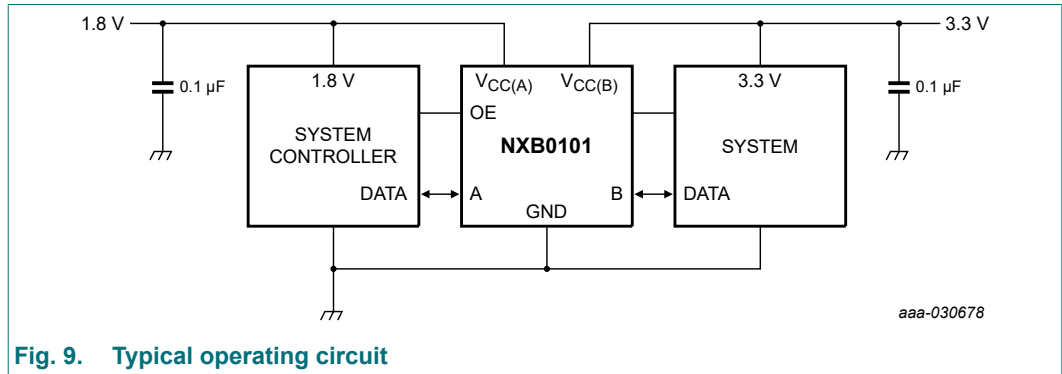 1.8 V
3.3 V
0.1 µF
1.8 V
SYSTEM
CONTROLLER
DATA
VCC(A)
VCC(B)
OE
NXB0101
A
B
GND
3.3 V
SYSTEM
DATA
0.1 µF
aaa-030678
Fig. 9. Typical operating circuit